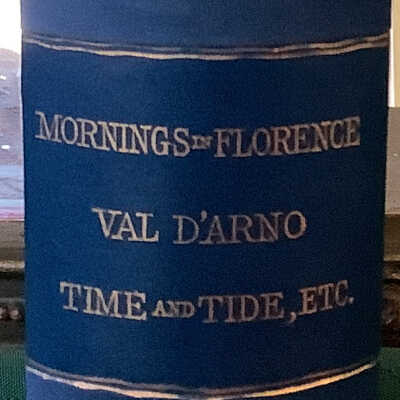 MORNINGS IN FLORENCE
VAL D'ARNO
TIME AND TIDE, ETC.